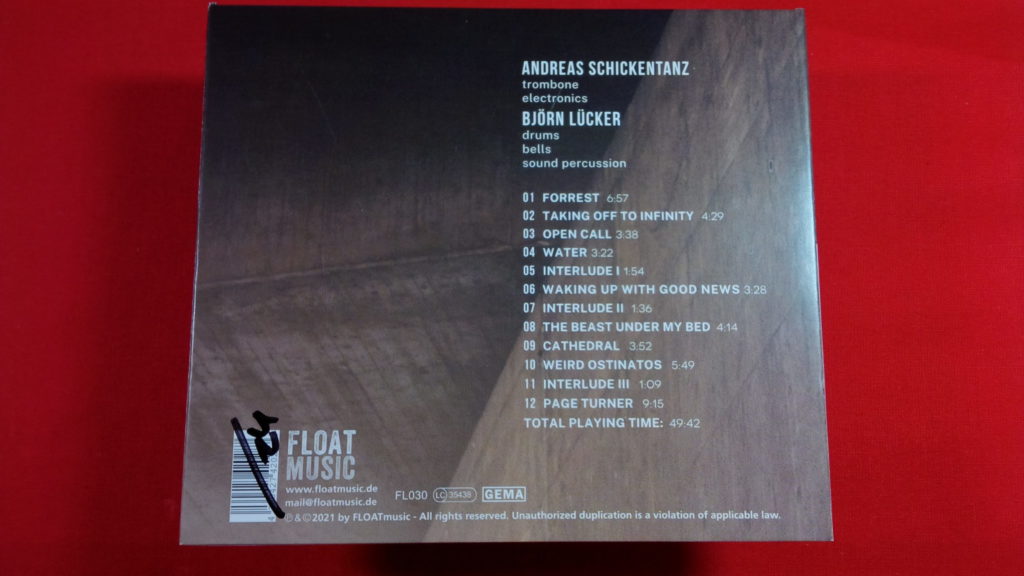 ANDREAS SCHICKENTANZ
trombone
electronics
BJÖRN LÜCKER
drums
bells
sound percussion
01 FORREST 6:57
02 TAKING OFF TO INFINITY 4:29
03 OPEN CALL 3:38
04 WATER 3:22
05 INTERLUDE I 1:54
06 WAKING UP WITH GOOD NEWS 3:28
07 INTERLUDE II 1:36
08 THE BEAST UNDER MY BED 4:14
09 CATHEDRAL 3:52
10 WEIRD OSTINATOS 5:49
11 INTERLUDE III 1:09
12 PAGE TURNER 9:15
TOTAL PLAYING TIME: 49:42
FLOAT
MUSIC
www.floatmusic.de
mail@floatmusic.de
FL030 LC 35438 GEMA
℗ & ©2021 by FLOATmusic - All rights reserved. Unauthorized duplication is a violation of applicable law.